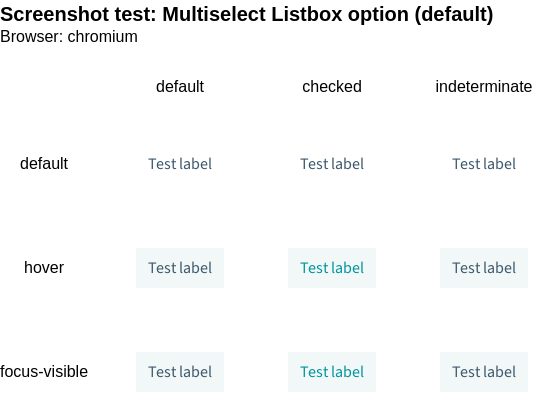 Screenshot test: Multiselect Listbox option (default)
Browser: chromium
default checked indeterminate
default Test label Test label Test label
hover Test label Test label Test label
focus-visible Test label Test label Test label